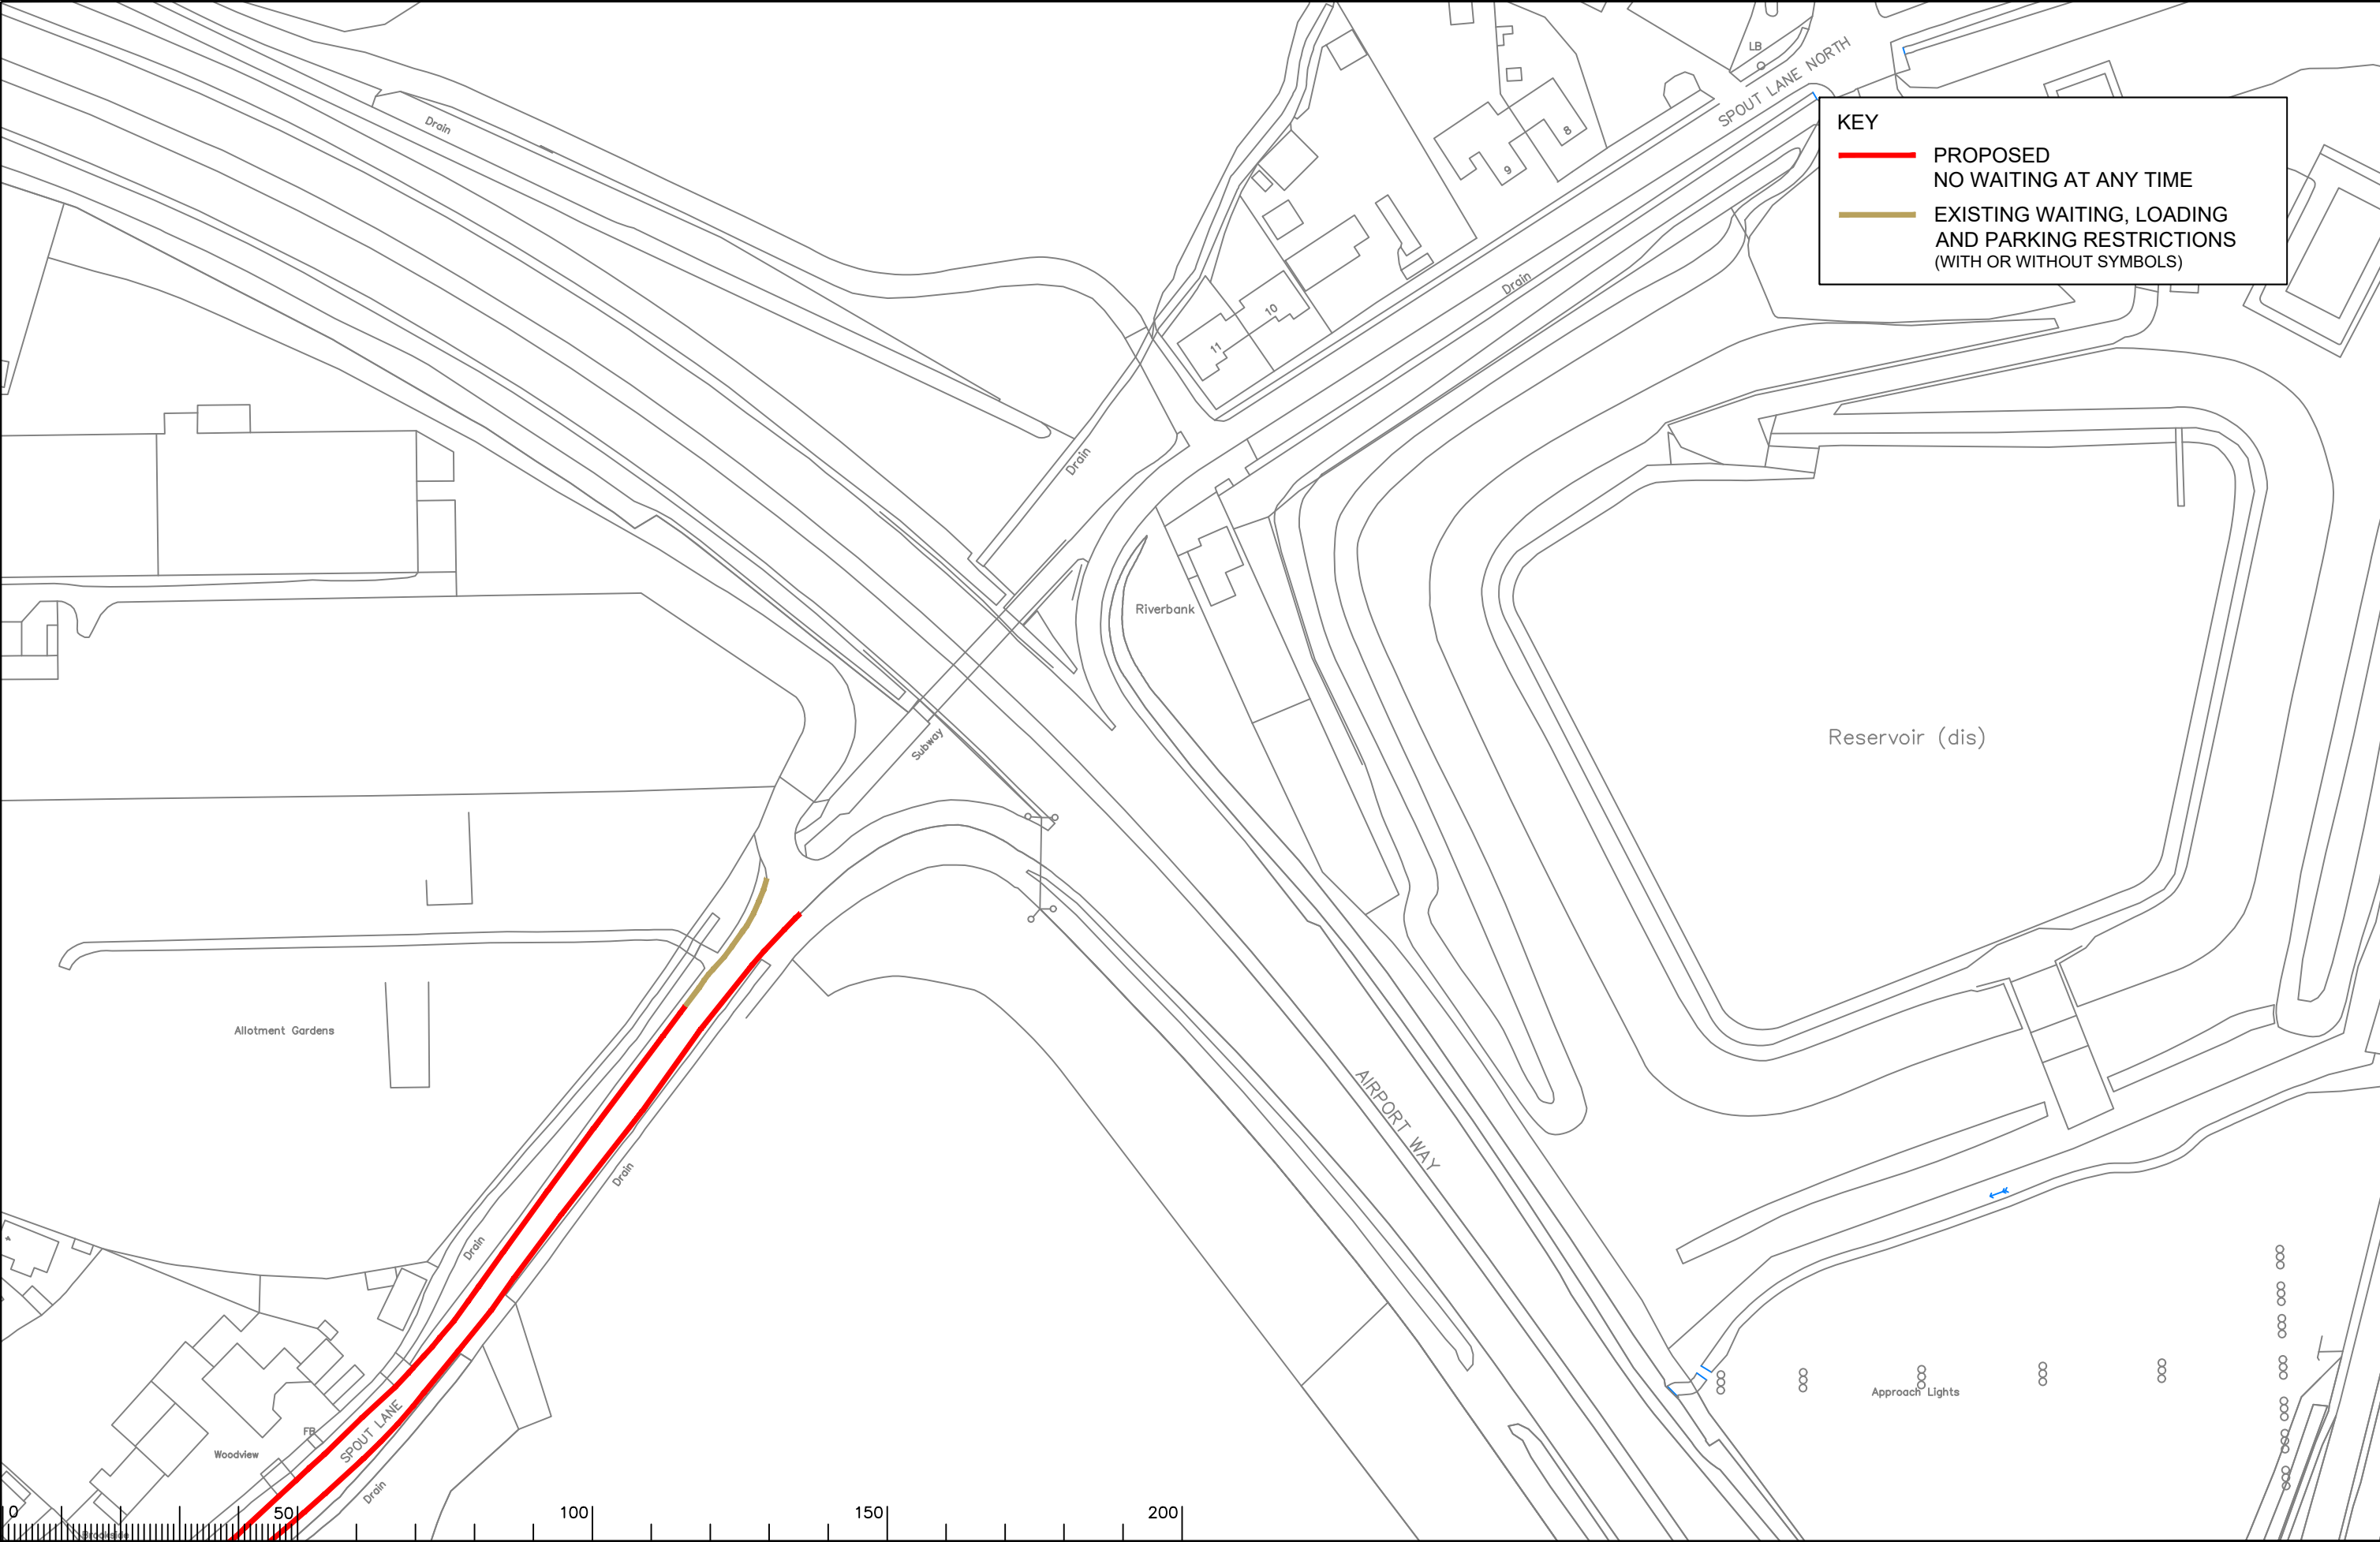 LB
SPOUT LANE NORTH
KEY
PROPOSED
NO WAITING AT ANY TIME
EXISTING WAITING, LOADING
AND PARKING RESTRICTIONS
(WITH OR WITHOUT SYMBOLS)
Drain
8
9
Drain
10
11
Drain
Riverbank
Subway
Reservoir (dis)
Allotment Gardens
AIRPORT WAY
Drain
Drain
4
Approach Lights
FB
SPOUT LANE
Woodview
Drain
0
50
100
150
200
Brookside